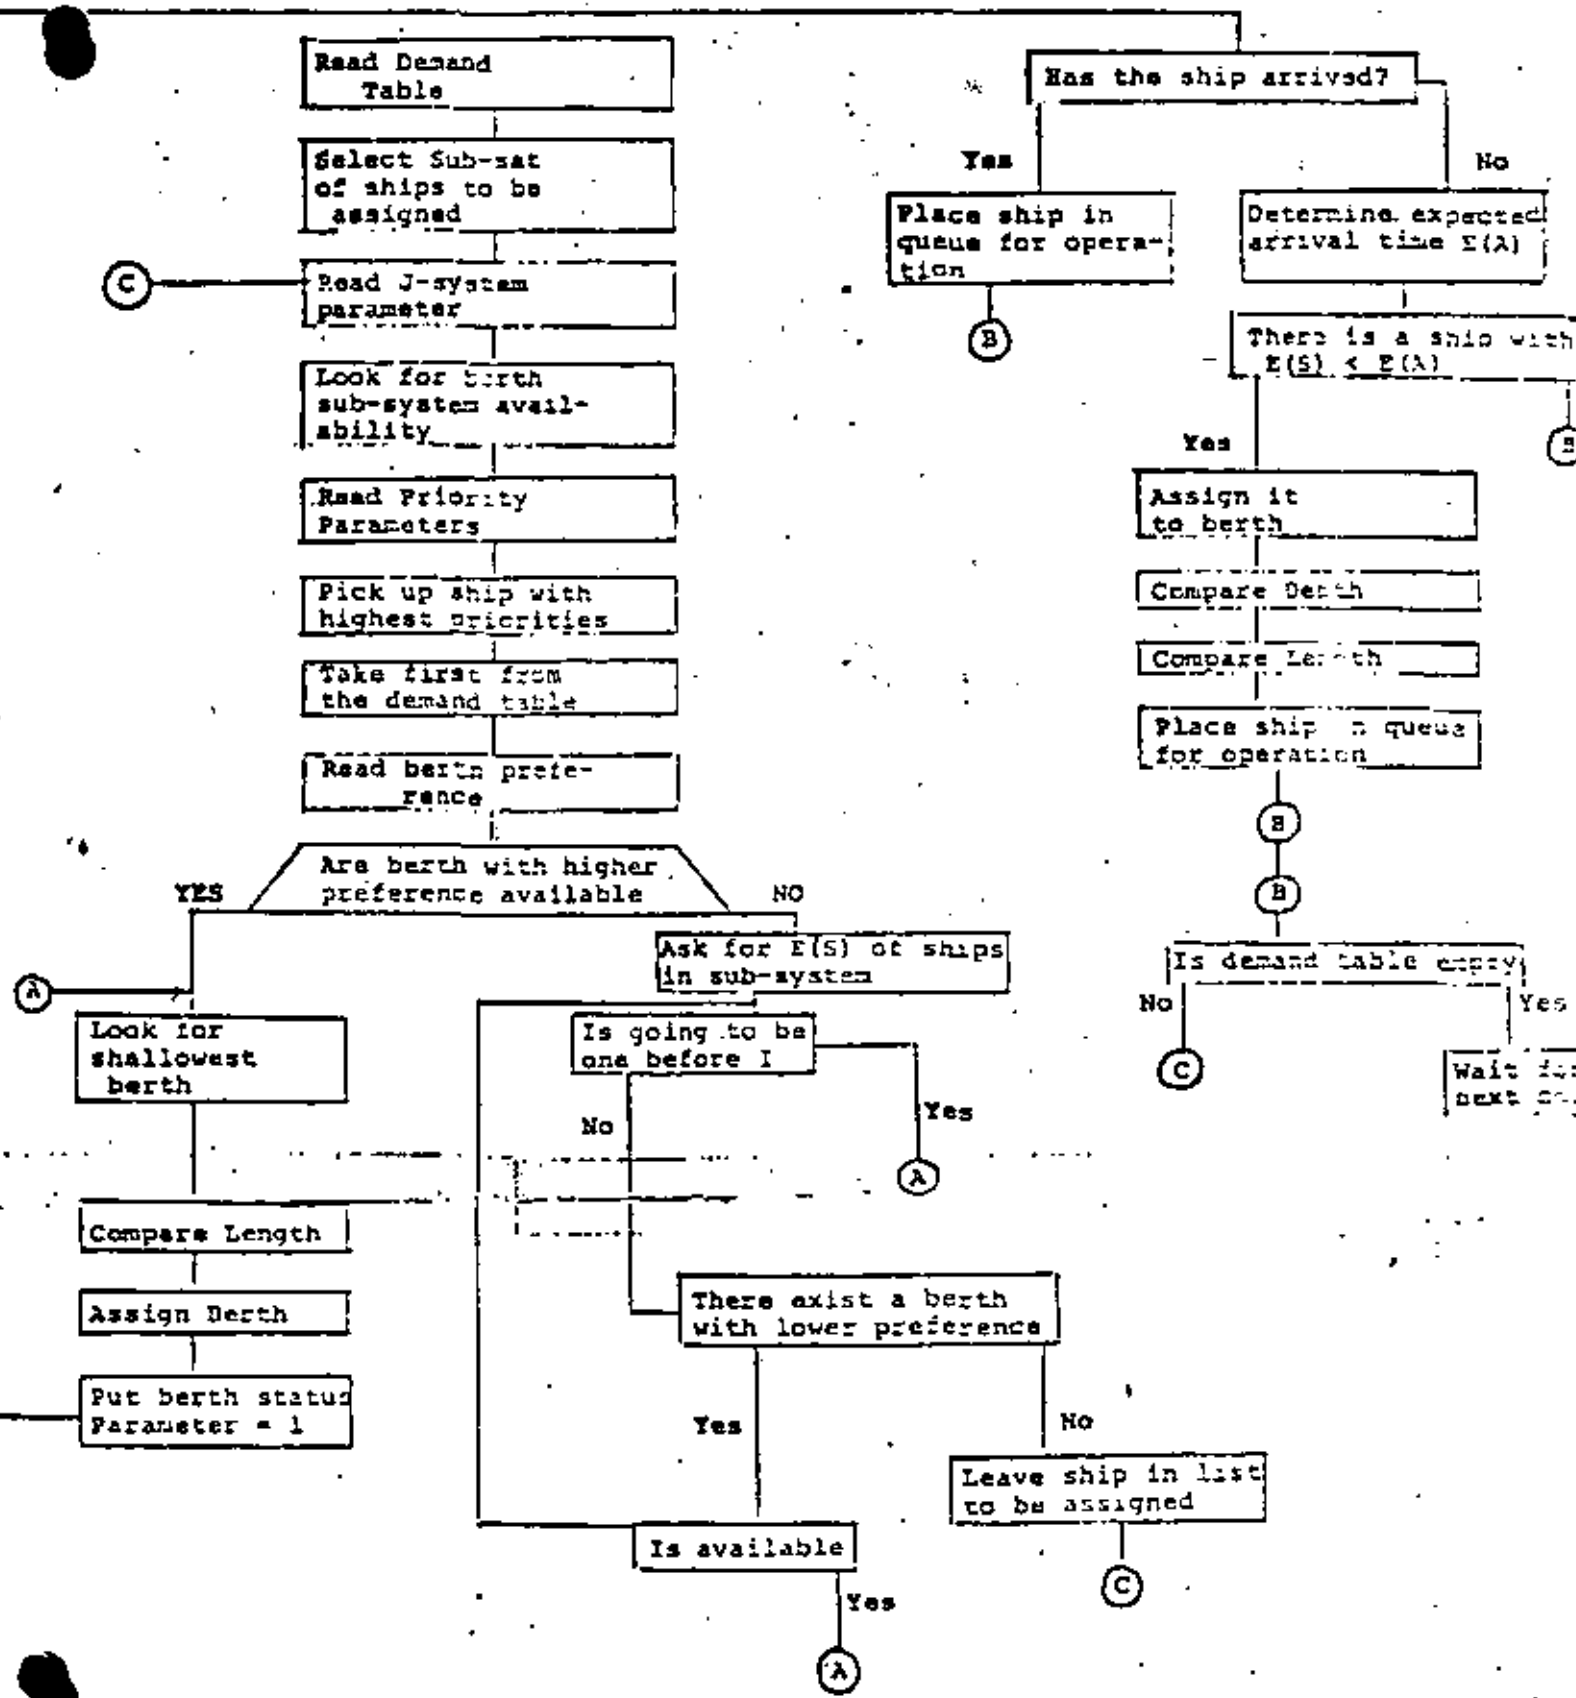 Read Demand
Table
Select Sub-set
of ships to be
assigned
C
Read J-system
parameter
Look for berth
sub-system avail-
ability
Read Priority
Parameters
Pick up ship with
highest priorities
Take first from
the demand table
Read berth prefe-
rence
Are berth with higher
preference available
YES
NO
A
Look for
shallowest
berth
Compare Length
Assign Berth
Put berth status
Parameter = 1
Ask for E(S) of ships
in sub-system
Is going to be
one before I
No
Yes
A
There exist a berth
with lower preference
Yes
No
Leave ship in list
to be assigned
C
Is available
Yes
A
Has the ship arrived?
Yes
No
Place ship in
queue for opera-
tion
B
Determine expected
arrival time E(A)
There is a ship with
E(S) < E(A)
Yes
Assign it
to berth
Compare Depth
Compare Length
Place ship in queue
for operation
B
B
Is demand table empty
No
Yes
C
Wait for
next